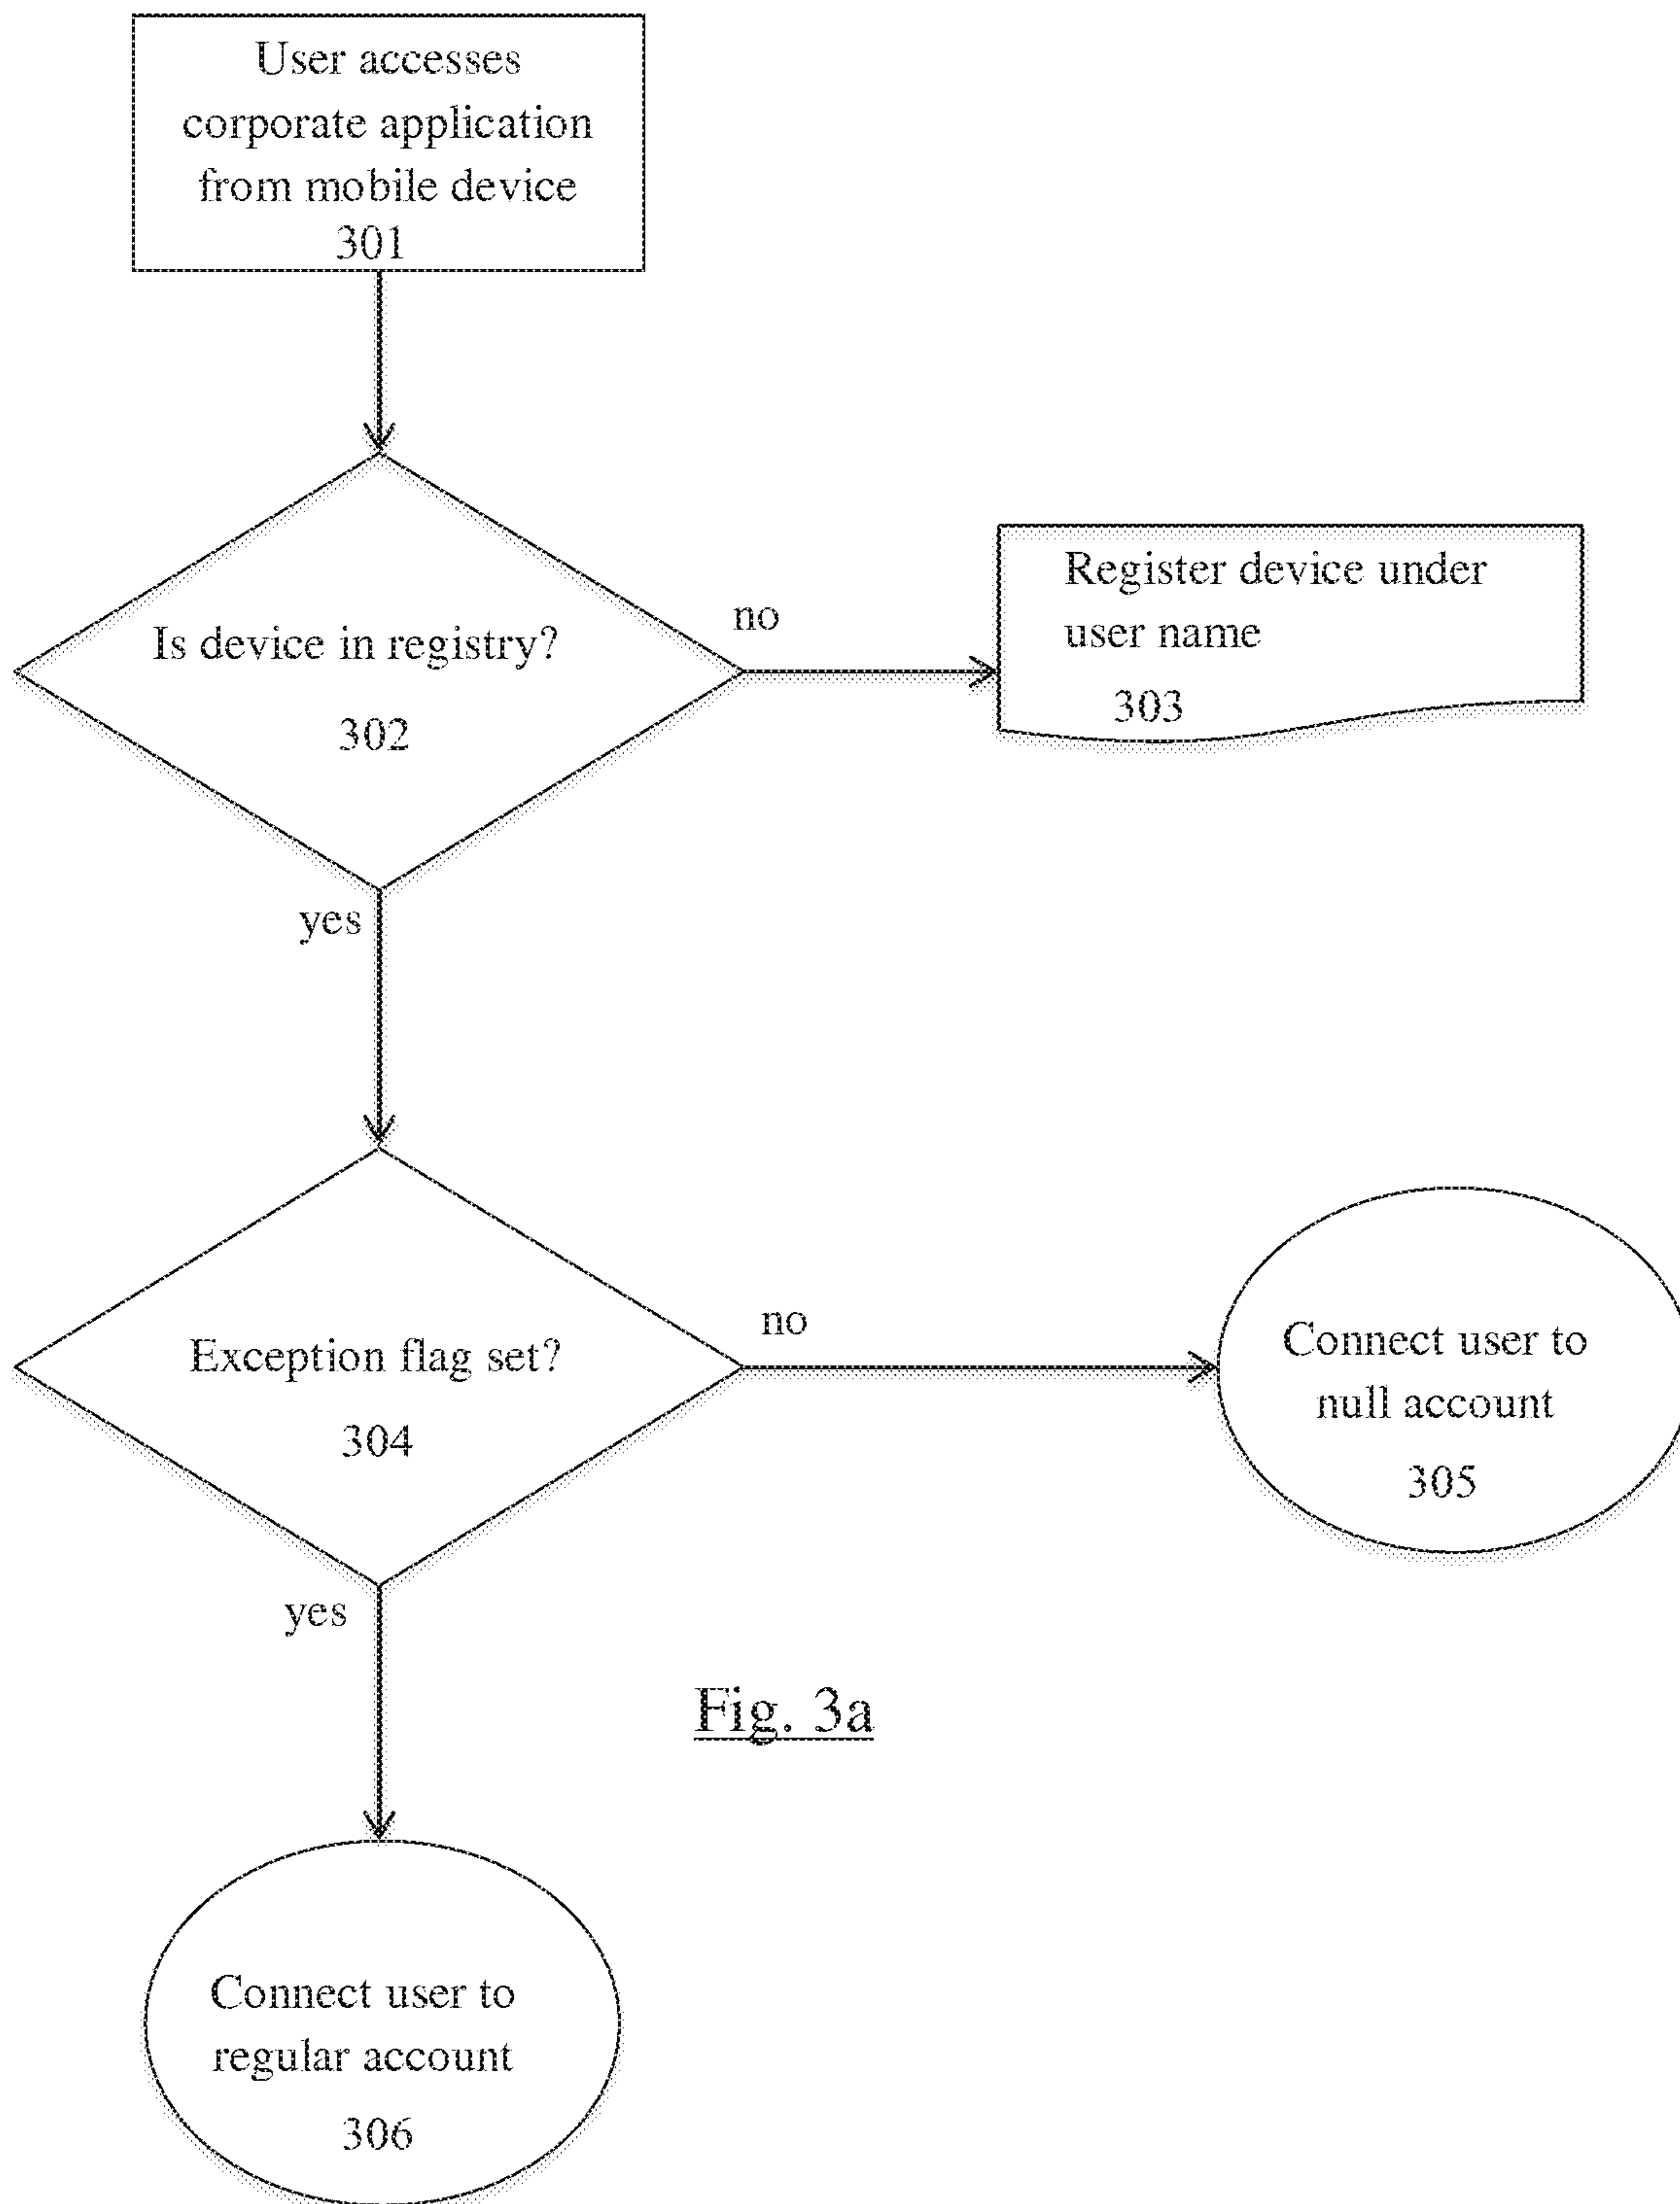 User accesses
corporate application
from mobile device
301
no
Register device under
user name
303
Is device in registry?
302
yes
Exception flag set?
304
no
Connect user to
null account
305
yes
Fig. 3a
Connect user to
regular account
306